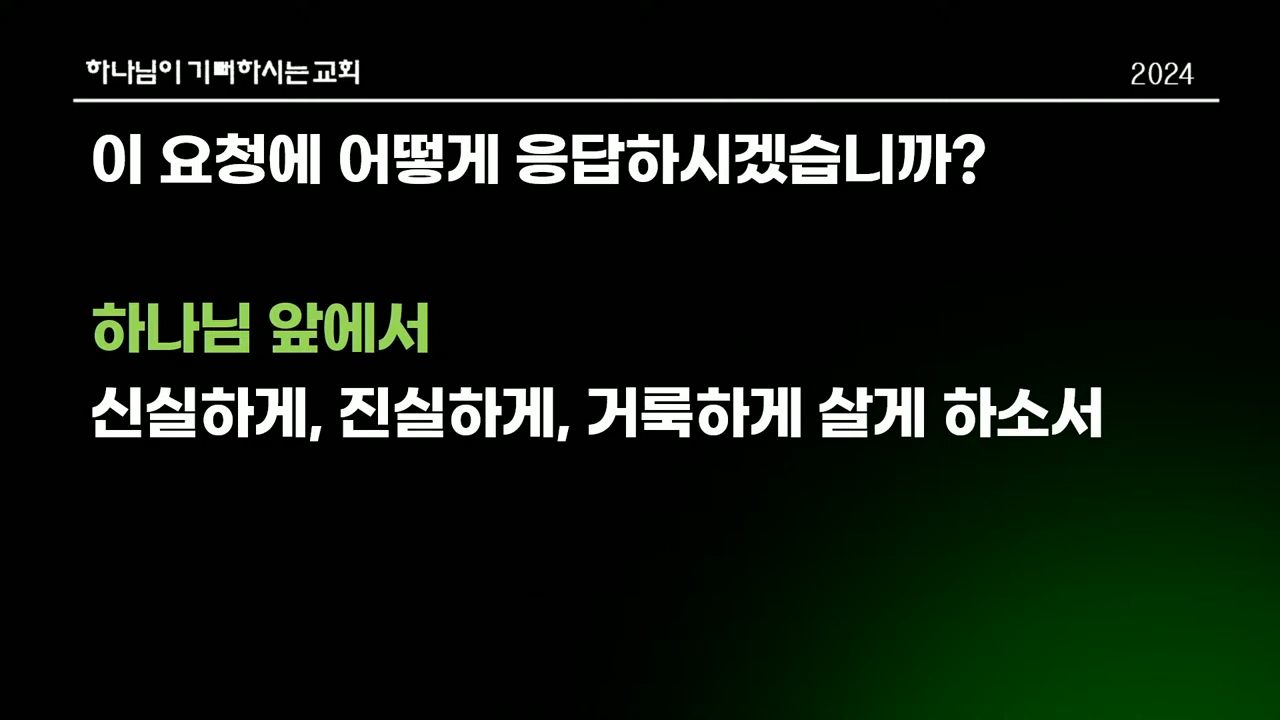 하나님이 기뻐하시는 교회
2024
이 요청에 어떻게 응답하시겠습니까?
하나님 앞에서
신실하게, 진실하게, 거룩하게 살게 하소서